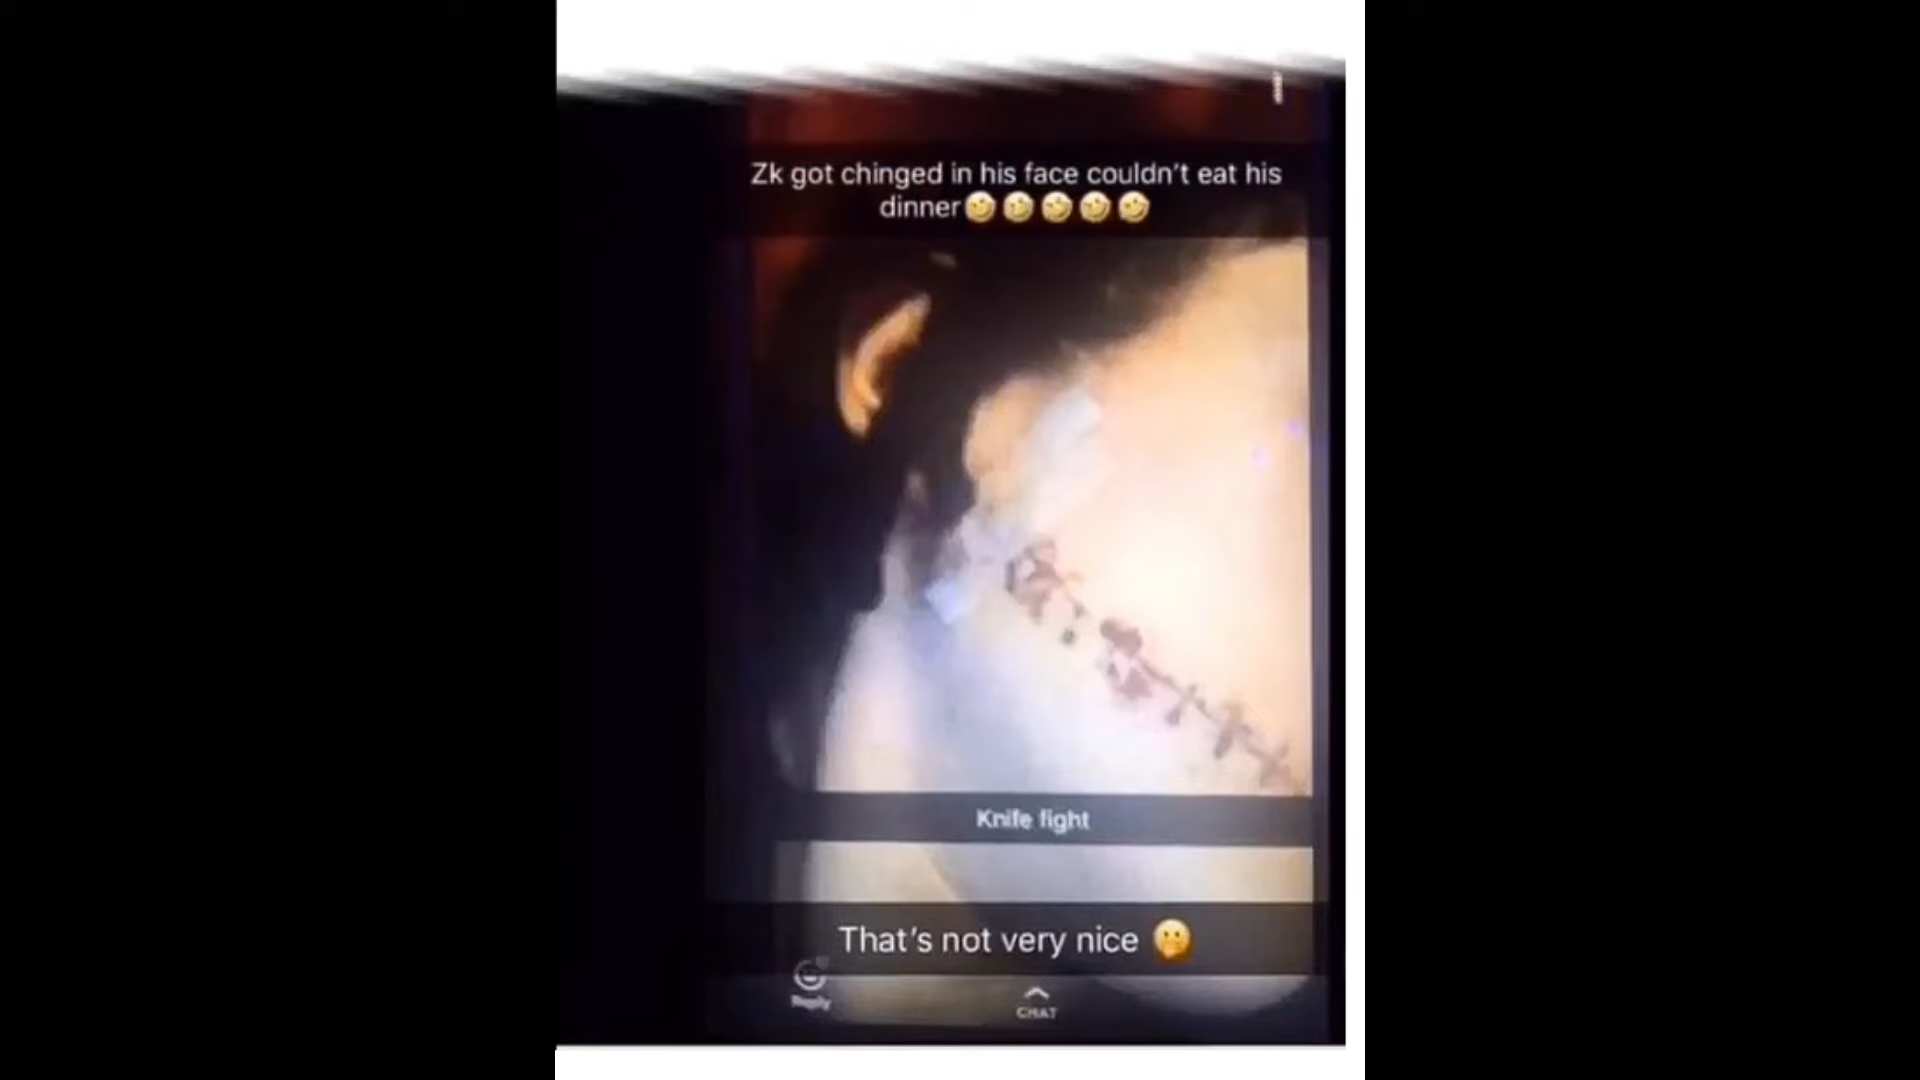 Zk got chinged in his face couldn't eat his
dinner🤣🤣🤣🤣🤣
Knife fight
That's not very nice 🫢
Reply
CHAT